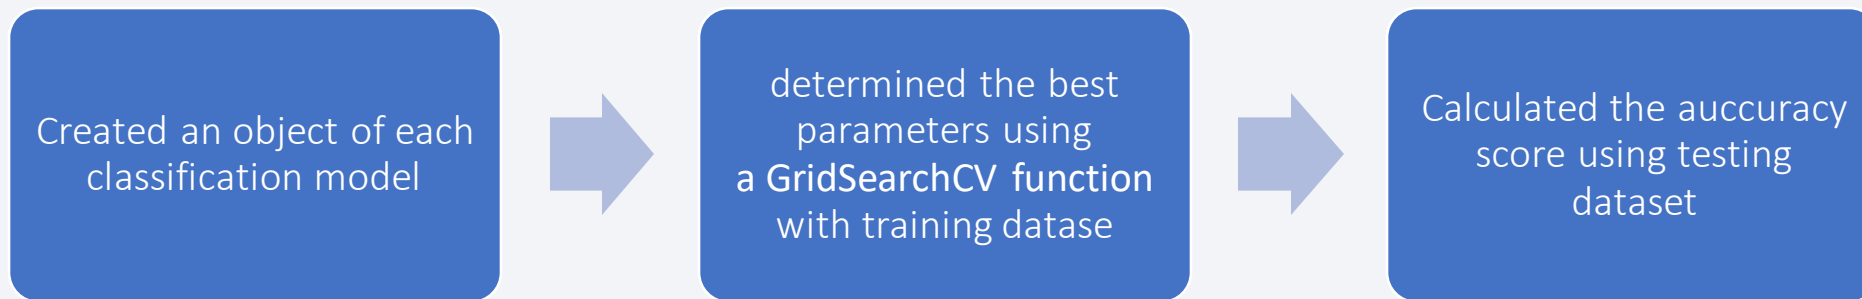 Created an object of each
classification model
determined the best
parameters using
a GridSearchCV function
with training datase
Calculated the auccuracy
score using testing
dataset